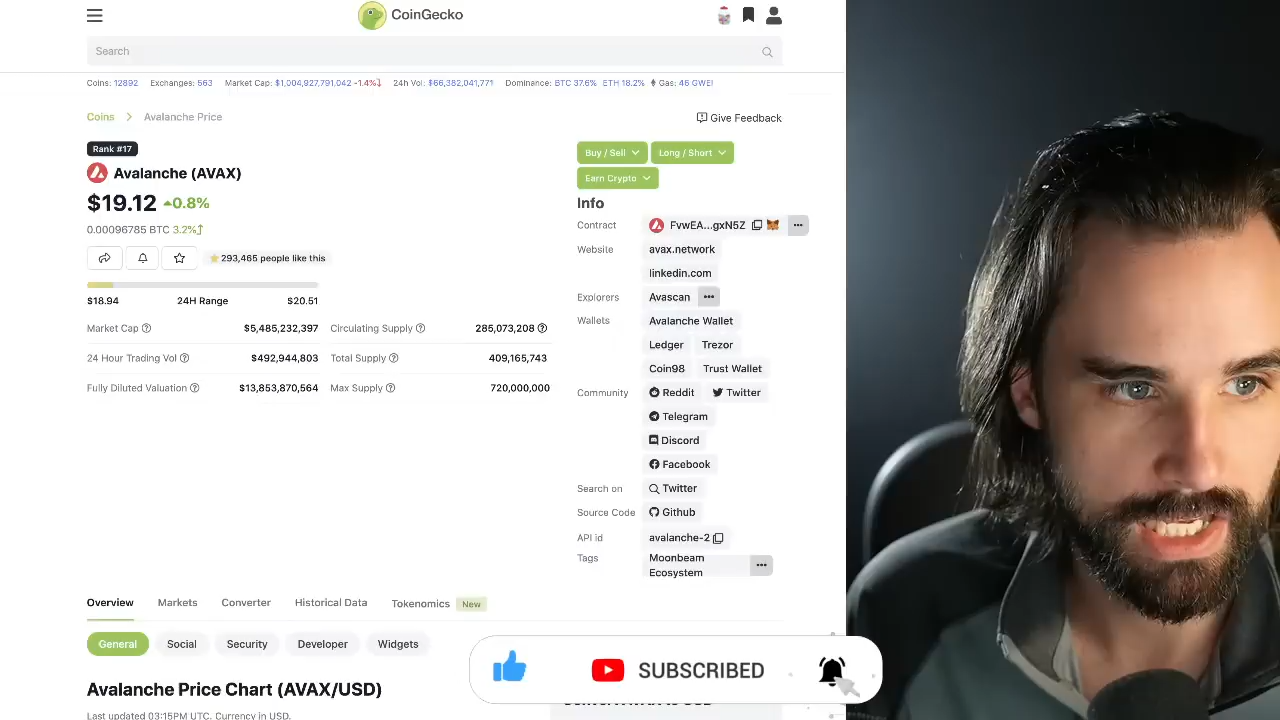 CoinGecko
Search
Coins: 12892 Exchanges: 563 Market Cap: $1,004,927,791,042 -1.4% 24h Vol: $66,382,041,771 Dominance: BTC 37.6% ETH 18.2% Gas: 46 GWEI
Coins > Avalanche Price
Give Feedback
Rank #17
Avalanche (AVAX)
$19.12 0.8%
0.00096785 BTC 3.2%
293,465 people like this
$18.94 24H Range $20.51
Market Cap $5,485,232,397 Circulating Supply 285,073,208
24 Hour Trading Vol $492,944,803 Total Supply 409,165,743
Fully Diluted Valuation $13,853,870,564 Max Supply 720,000,000
Buy / Sell Long / Short
Earn Crypto
Info
Contract FvwEA...gxN5Z
Website avax.network
linkedin.com
Explorers Avascan
Wallets Avalanche Wallet
Ledger Trezor
Coin98 Trust Wallet
Community Reddit Twitter
Telegram
Discord
Facebook
Search on Twitter
Source Code Github
API id avalanche-2
Tags Moonbeam
Ecosystem
Overview Markets Converter Historical Data Tokenomics New
General Social Security Developer Widgets
SUBSCRIBED
Avalanche Price Chart (AVAX/USD)
Last updated 03:15PM UTC. Currency in USD.